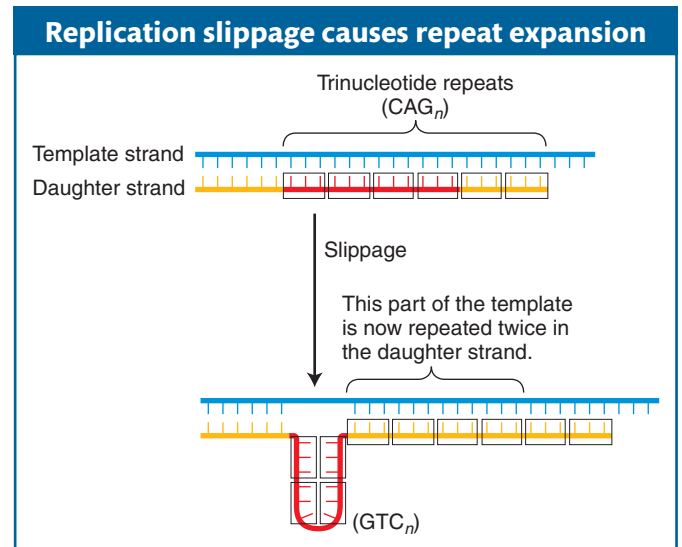 Replication slippage causes repeat expansion
Trinucleotide repeats
(CAGn)
Template strand
Daughter strand
Slippage
This part of the template
is now repeated twice in
the daughter strand.
(GTCn)